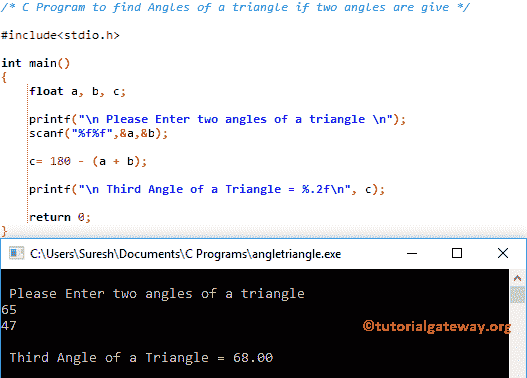 /* C Program to find Angles of a triangle if two angles are give */
#include<stdio.h>
int main()
{
float a, b, c;
printf("\n Please Enter two angles of a triangle \n");
scanf("%f%f",&a,&b);
c= 180 - (a + b);
printf("\n Third Angle of a Triangle = %.2f\n", c);
return 0;
}
C:\Users\Suresh\Documents\C Programs\angletriangle.exe
Please Enter two angles of a triangle
65
47
©tutorialgateway.org
Third Angle of a Triangle = 68.00